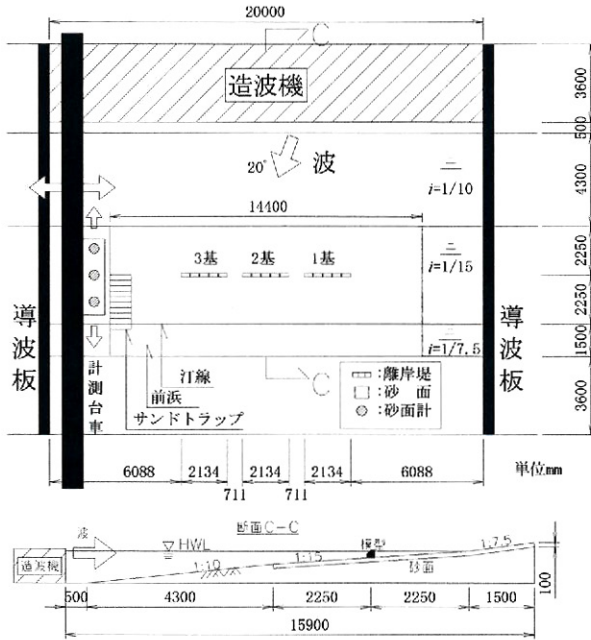 20000
C
造波機
3600
500
20°
波
i=1/10
4300
14400
3基
2基
1基
i=1/15
2250
2250
i=1/7.5
1500
導波板
導波板
計測台車
汀線
前浜
サンドトラップ
C
:離岸堤
:砂 面
:砂面計
3600
6088
2134
2134
2134
6088
711
711
単位mm
断面C-C
波
HWL
模型
1:7.5
造波機
1:10
1:15
砂面
100
500
4300
2250
2250
1500
15900